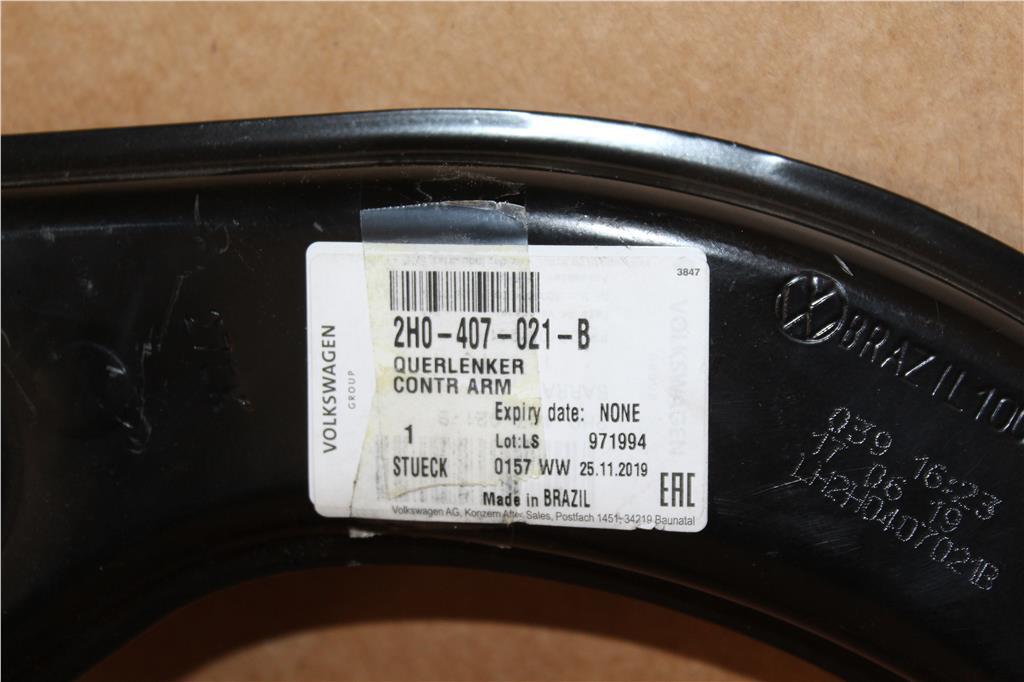 3847
2H0-407-021-B
QUERLENKER
CONTR ARM
Expiry date: NONE
1
Lot:LS 971994
STUECK 0157 WW 25.11.2019
Made in BRAZIL
EAC
Volkswagen AG, Konzern After Sales, Postfach 1451, 34219 Baunatal
VOLKSWAGEN
GROUP
VW BRAZIL 100
039 16:23
17 06 19
LH2H0407021B